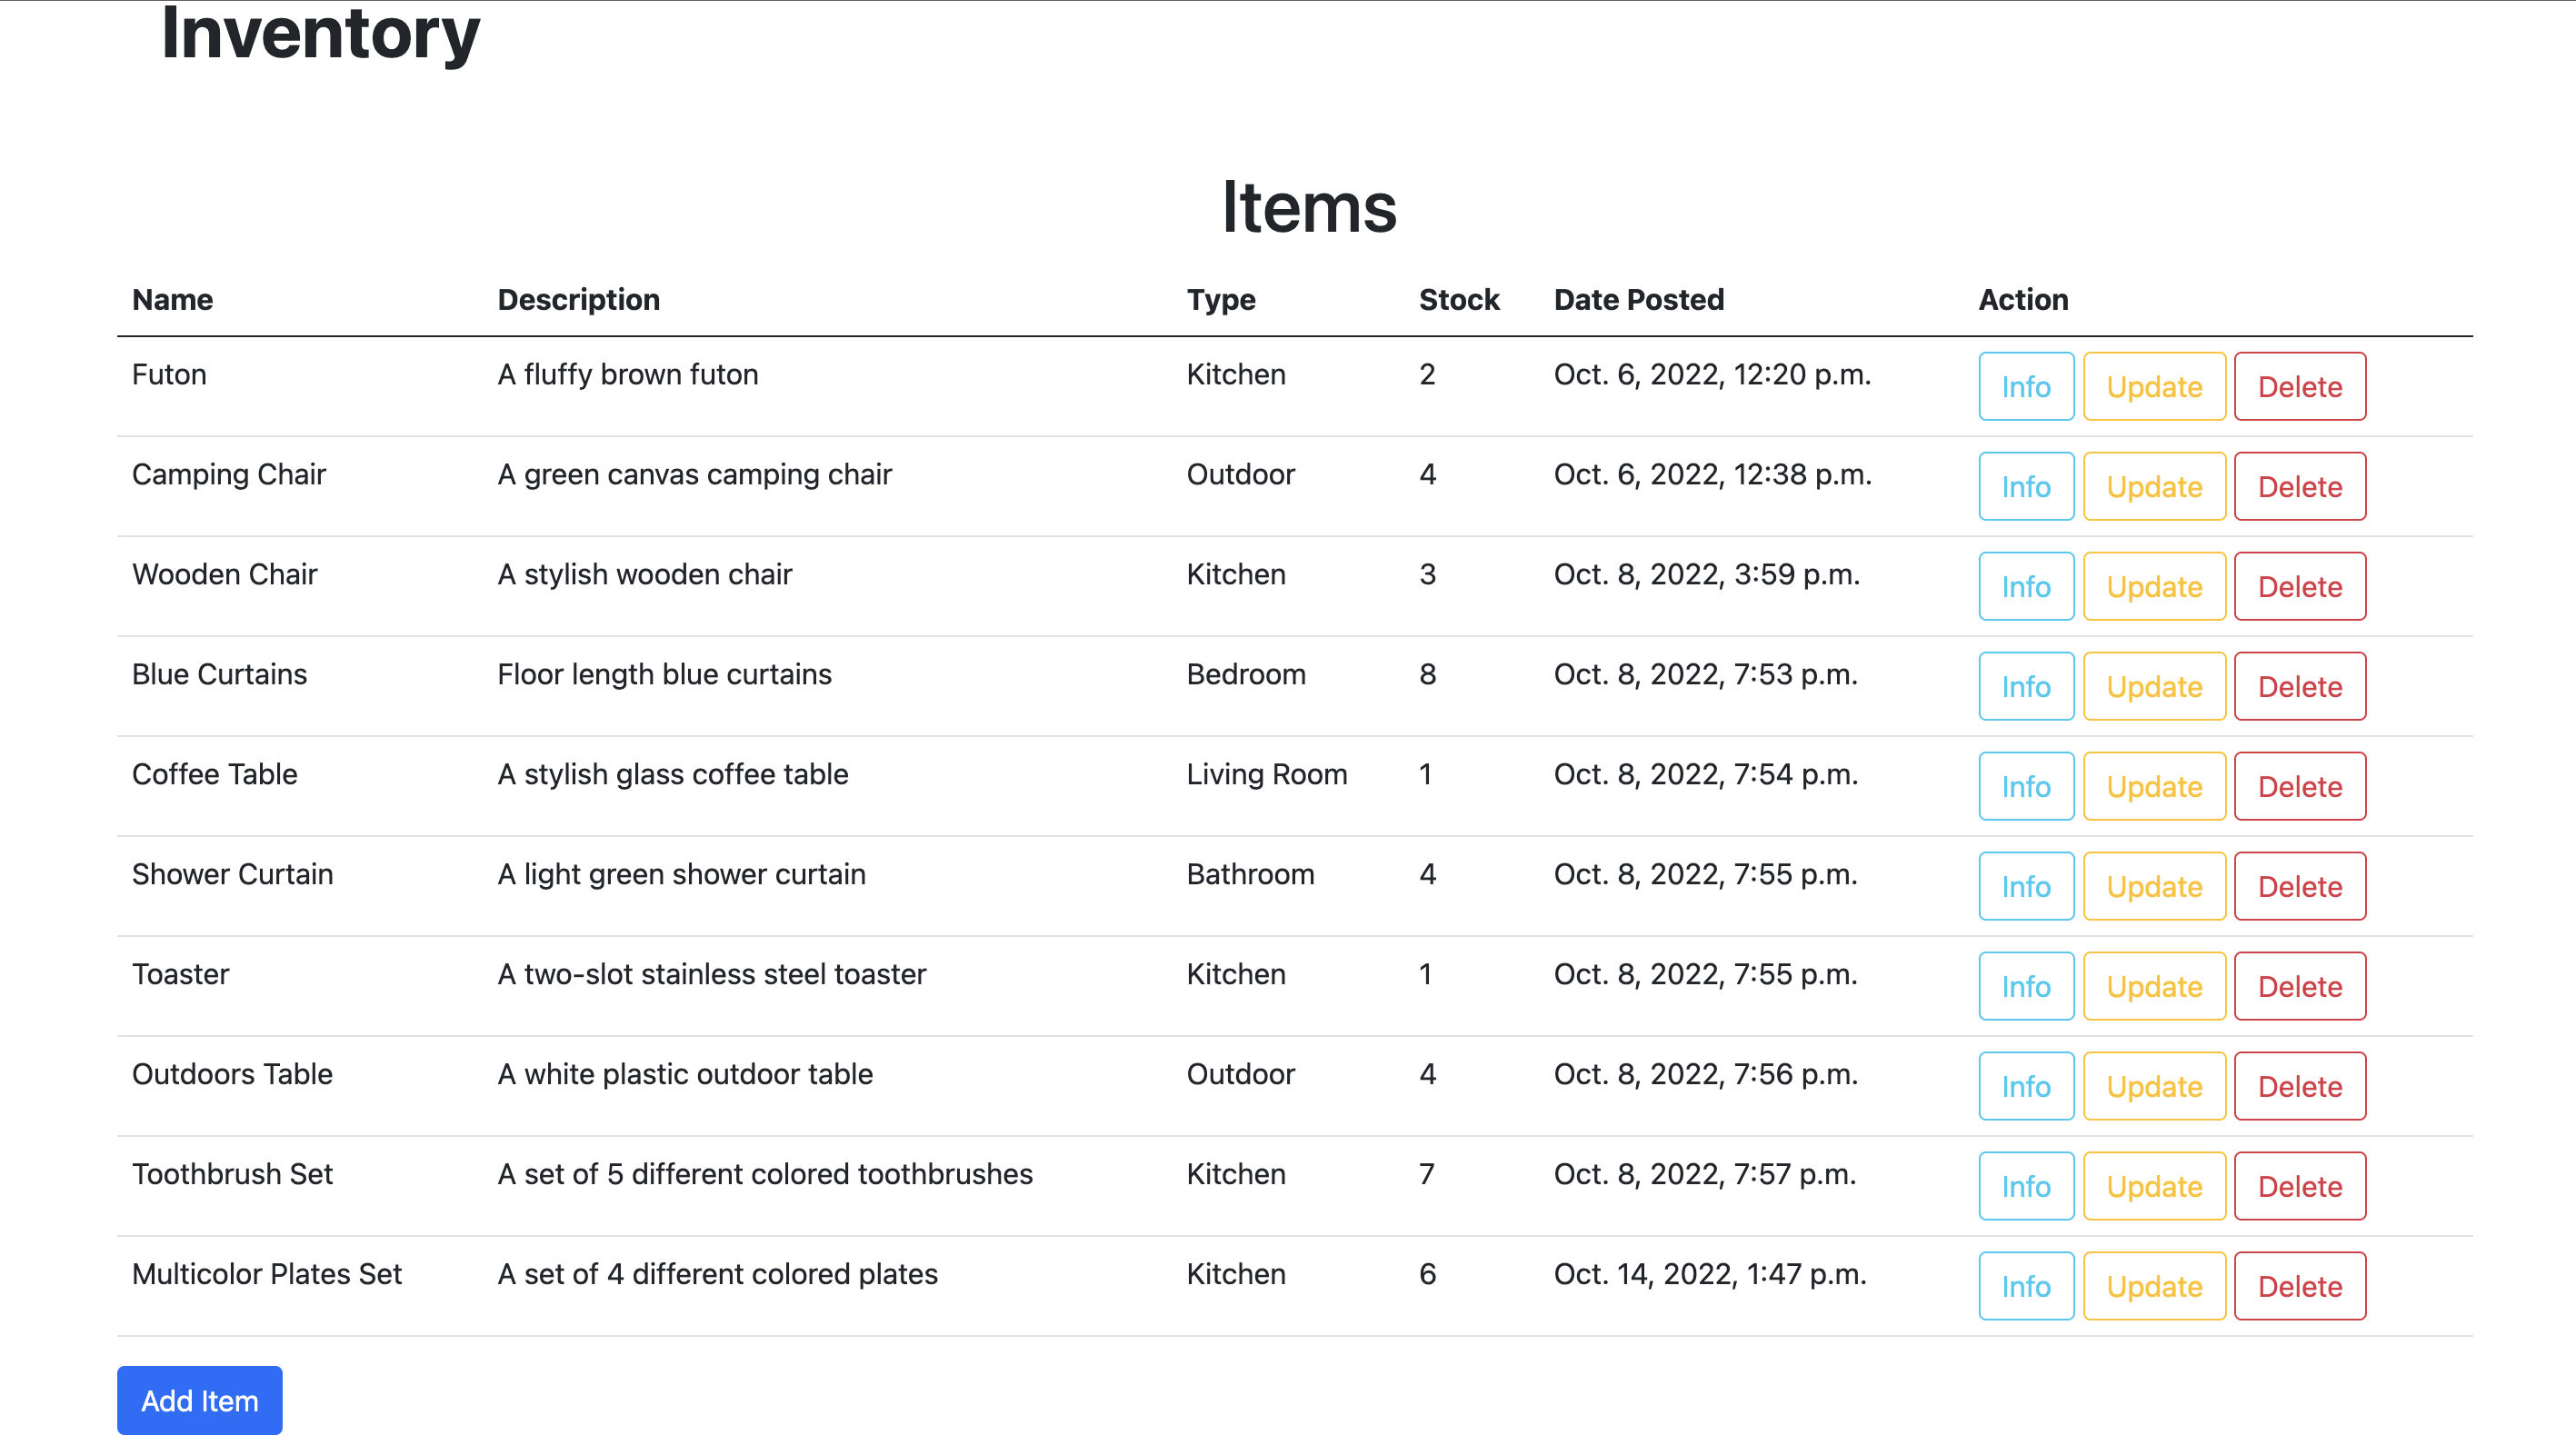 Inventory
Items
Name Description Type Stock Date Posted Action
Futon A fluffy brown futon Kitchen 2 Oct. 6, 2022, 12:20 p.m. Info Update Delete
Camping Chair A green canvas camping chair Outdoor 4 Oct. 6, 2022, 12:38 p.m. Info Update Delete
Wooden Chair A stylish wooden chair Kitchen 3 Oct. 8, 2022, 3:59 p.m. Info Update Delete
Blue Curtains Floor length blue curtains Bedroom 8 Oct. 8, 2022, 7:53 p.m. Info Update Delete
Coffee Table A stylish glass coffee table Living Room 1 Oct. 8, 2022, 7:54 p.m. Info Update Delete
Shower Curtain A light green shower curtain Bathroom 4 Oct. 8, 2022, 7:55 p.m. Info Update Delete
Toaster A two-slot stainless steel toaster Kitchen 1 Oct. 8, 2022, 7:55 p.m. Info Update Delete
Outdoors Table A white plastic outdoor table Outdoor 4 Oct. 8, 2022, 7:56 p.m. Info Update Delete
Toothbrush Set A set of 5 different colored toothbrushes Kitchen 7 Oct. 8, 2022, 7:57 p.m. Info Update Delete
Multicolor Plates Set A set of 4 different colored plates Kitchen 6 Oct. 14, 2022, 1:47 p.m. Info Update Delete
Add Item